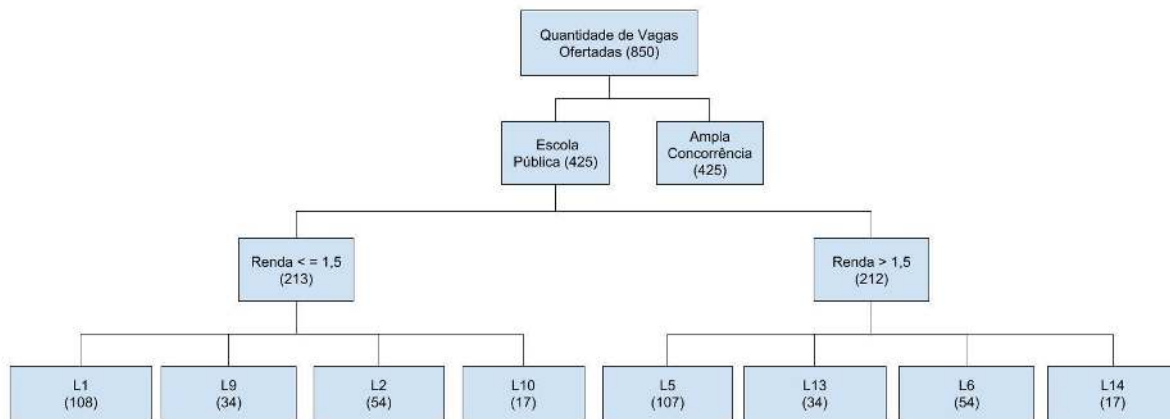 Quantidade de Vagas
Ofertadas (850)
Escola
Pública (425)
Ampla
Concorrência
(425)
Renda < = 1,5
(213)
Renda > 1,5
(212)
L1
(108)
L9
(34)
L2
(54)
L10
(17)
L5
(107)
L13
(34)
L6
(54)
L14
(17)